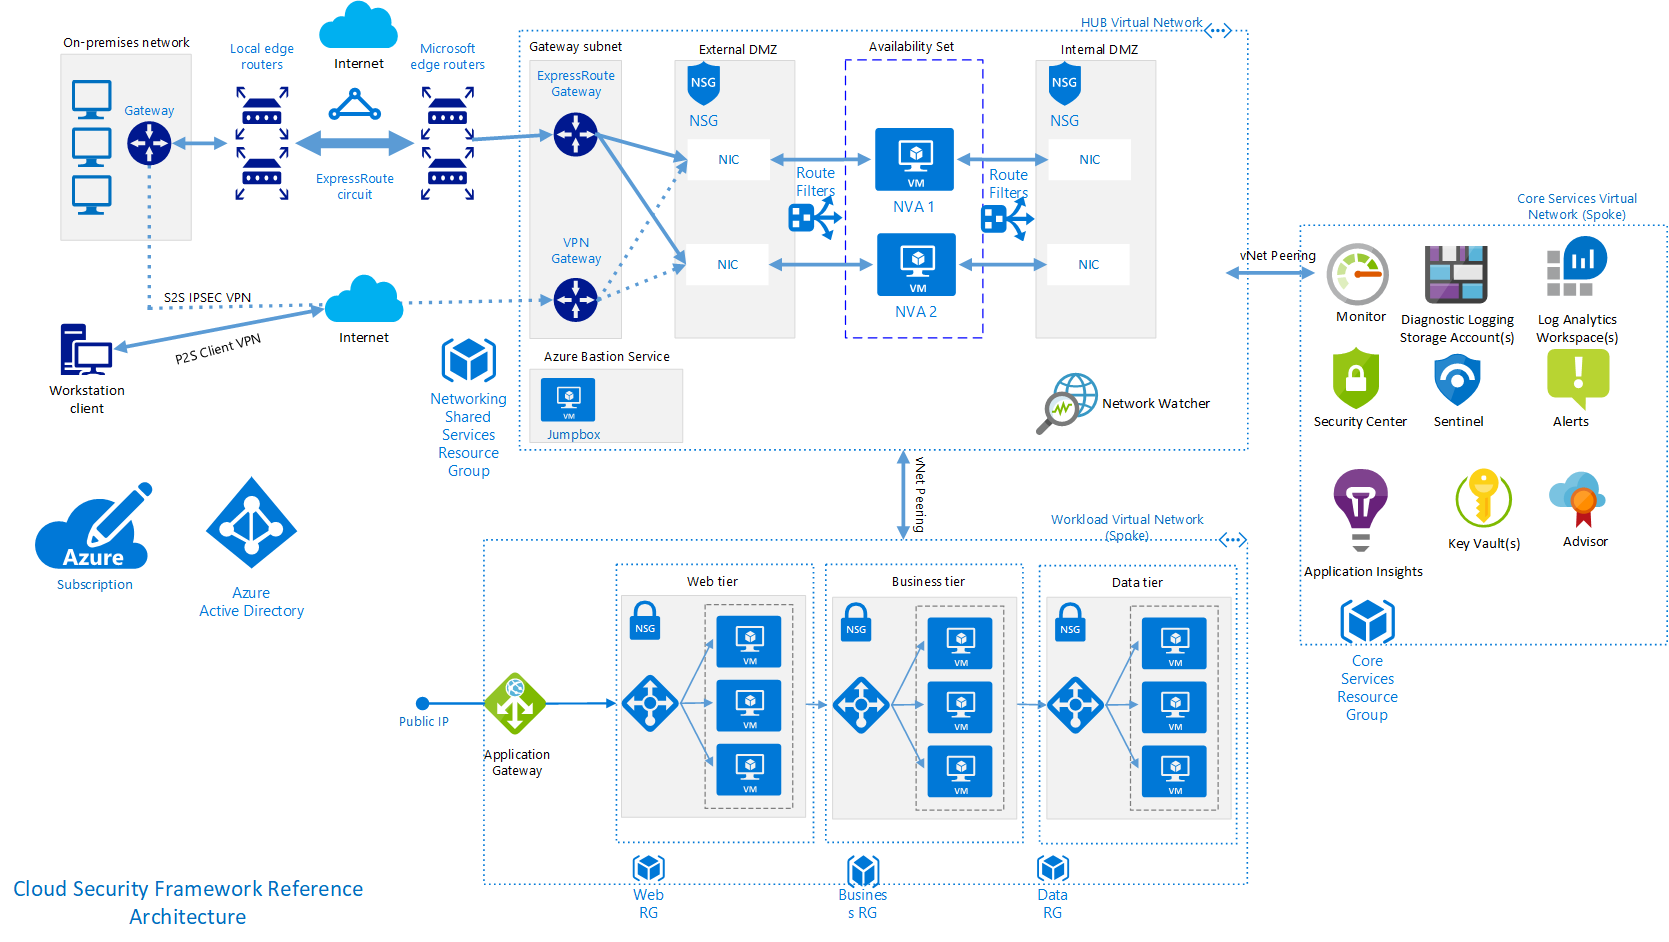 HUB Virtual Network
On-premises network
Local edge
routers
Internet
Microsoft
edge routers
Gateway subnet
External DMZ
Availability Set
Internal DMZ
ExpressRoute
Gateway
NSG
NSG
NSG
NSG
Gateway
NIC
NIC
ExpressRoute
circuit
Route
Filters
VM
NVA 1
Route
Filters
VPN
Gateway
NIC
NIC
VM
NVA 2
S2S IPSEC VPN
Internet
P2S Client VPN
Workstation
client
Azure Bastion Service
VM
Jumpbox
Networking
Shared
Services
Resource
Group
Network Watcher
vNet Peering
Core Services Virtual
Network (Spoke)
Monitor
Diagnostic Logging
Storage Account(s)
Log Analytics
Workspace(s)
Security Center
Sentinel
Alerts
Application Insights
Key Vault(s)
Advisor
Core
Services
Resource
Group
vNet Peering
Azure
Subscription
Azure
Active Directory
Workload Virtual Network
(Spoke)
Web tier
Business tier
Data tier
NSG
NSG
NSG
VM
VM
VM
VM
VM
VM
VM
VM
VM
Public IP
Application
Gateway
Web
RG
Busines
s RG
Data
RG
Cloud Security Framework Reference
Architecture